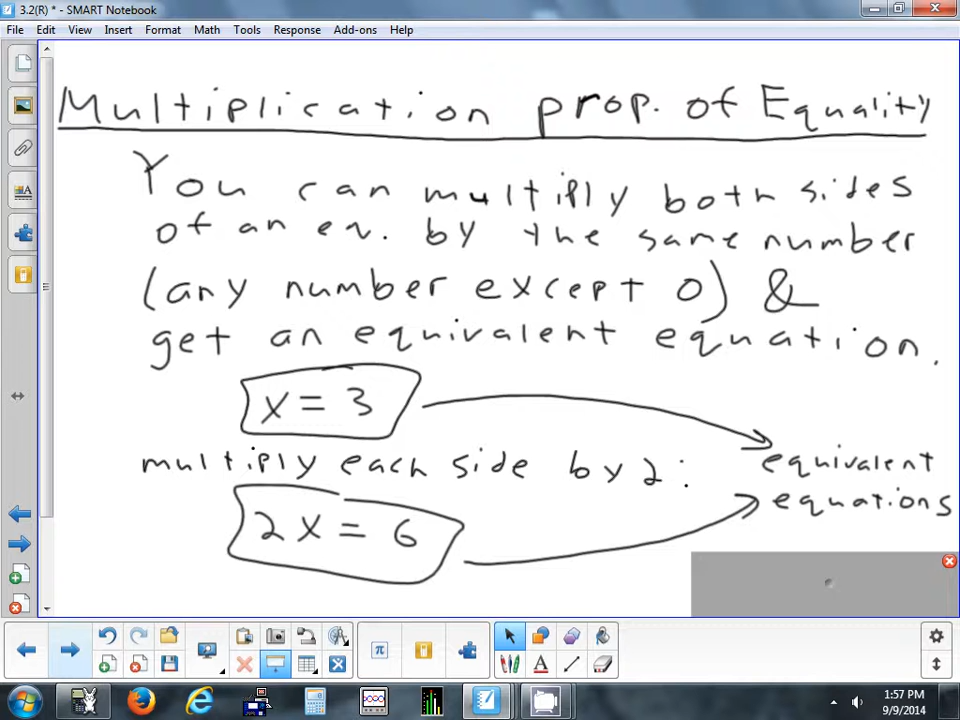 3.2(R) * - SMART Notebook
File Edit View Insert Format Math Tools Response Add-ons Help
Multiplication prop. of Equality
You can multiply both sides
of an eq. by the same number
(any number except 0) &
get an equivalent equation.
x = 3
multiply each side by 2:
equivalent
equations
2x = 6
1:57 PM
9/9/2014